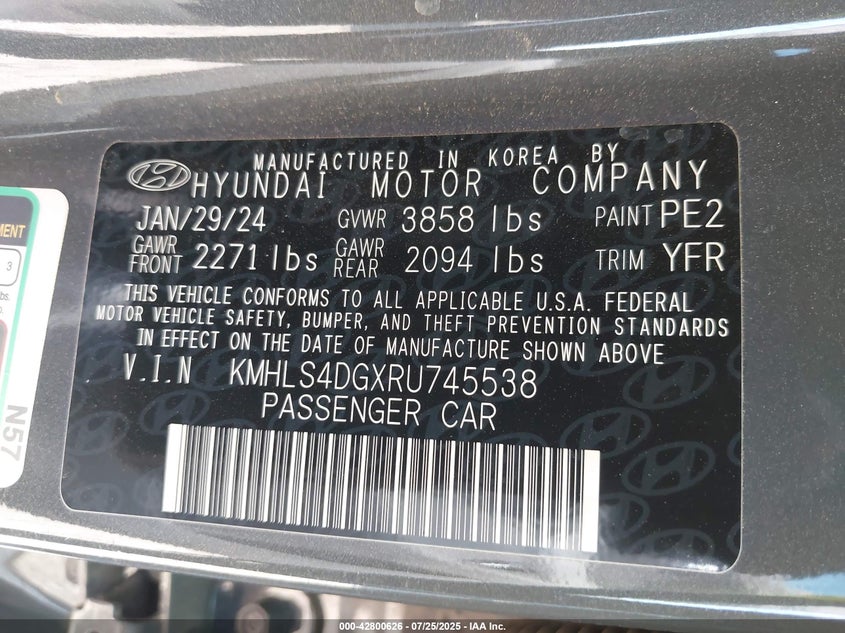 MANUFACTURED IN KOREA BY
HYUNDAI MOTOR COMPANY
JAN/29/24 GVWR 3858 lbs PAINT PE2
GAWR FRONT 2271 lbs GAWR REAR 2094 lbs TRIM YFR
THIS VEHICLE CONFORMS TO ALL APPLICABLE U.S.A. FEDERAL
MOTOR VEHICLE SAFETY, BUMPER, AND THEFT PREVENTION STANDARDS
IN EFFECT ON THE DATE OF MANUFACTURE SHOWN ABOVE
V.I.N KMHLS4DGXRU745538
PASSENGER CAR
3
N57
000-42800626 - 07/25/2025 - IAA, Inc.